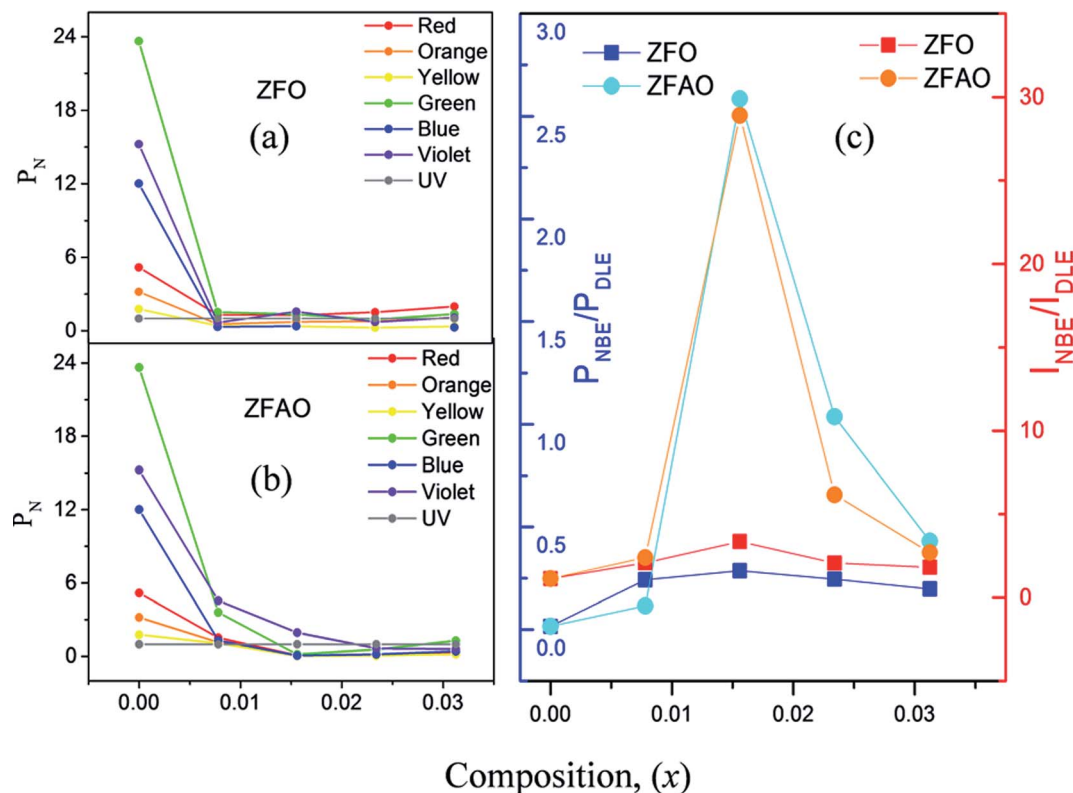 24
18
12
6
0
P_N
ZFO
(a)
Red
Orange
Yellow
Green
Blue
Violet
UV
24
18
12
6
0
P_N
ZFAO
(b)
Red
Orange
Yellow
Green
Blue
Violet
UV
0.00 0.01 0.02 0.03
3.0
2.5
2.0
1.5
1.0
0.5
0.0
P_NBE/P_DLE
ZFO
ZFAO
ZFO
ZFAO
(c)
30
20
10
0
I_NBE/I_DLE
0.00 0.01 0.02 0.03
Composition, (x)